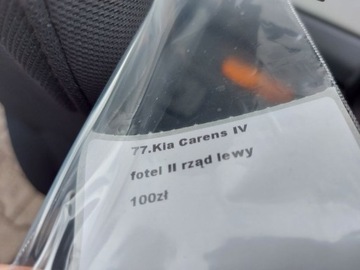 77.Kia Carens IV
fotel II rząd lewy
100zł